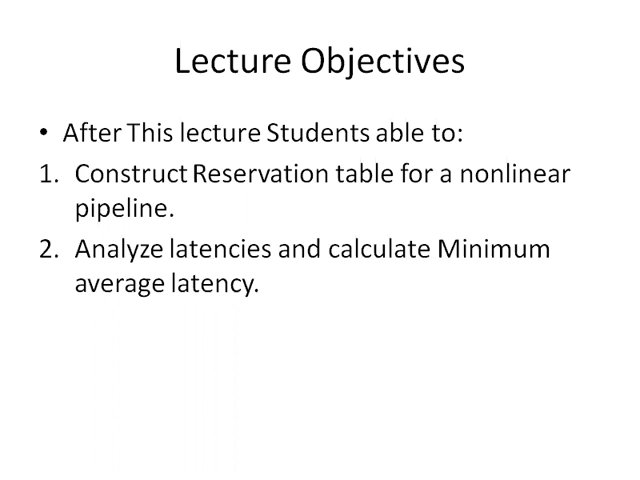 Lecture Objectives
• After This lecture Students able to:
1. Construct Reservation table for a nonlinear
pipeline.
2. Analyze latencies and calculate Minimum
average latency.